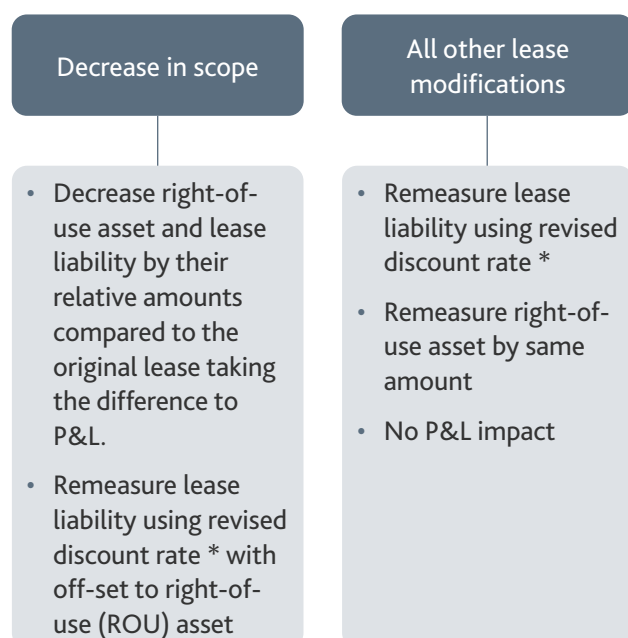 Decrease in scope
• Decrease right-of-
use asset and lease
liability by their
relative amounts
compared to the
original lease taking
the difference to
P&L.
• Remeasure lease
liability using revised
discount rate * with
off-set to right-of-
use (ROU) asset
All other lease
modifications
• Remeasure lease
liability using revised
discount rate *
• Remeasure right-of-
use asset by same
amount
• No P&L impact